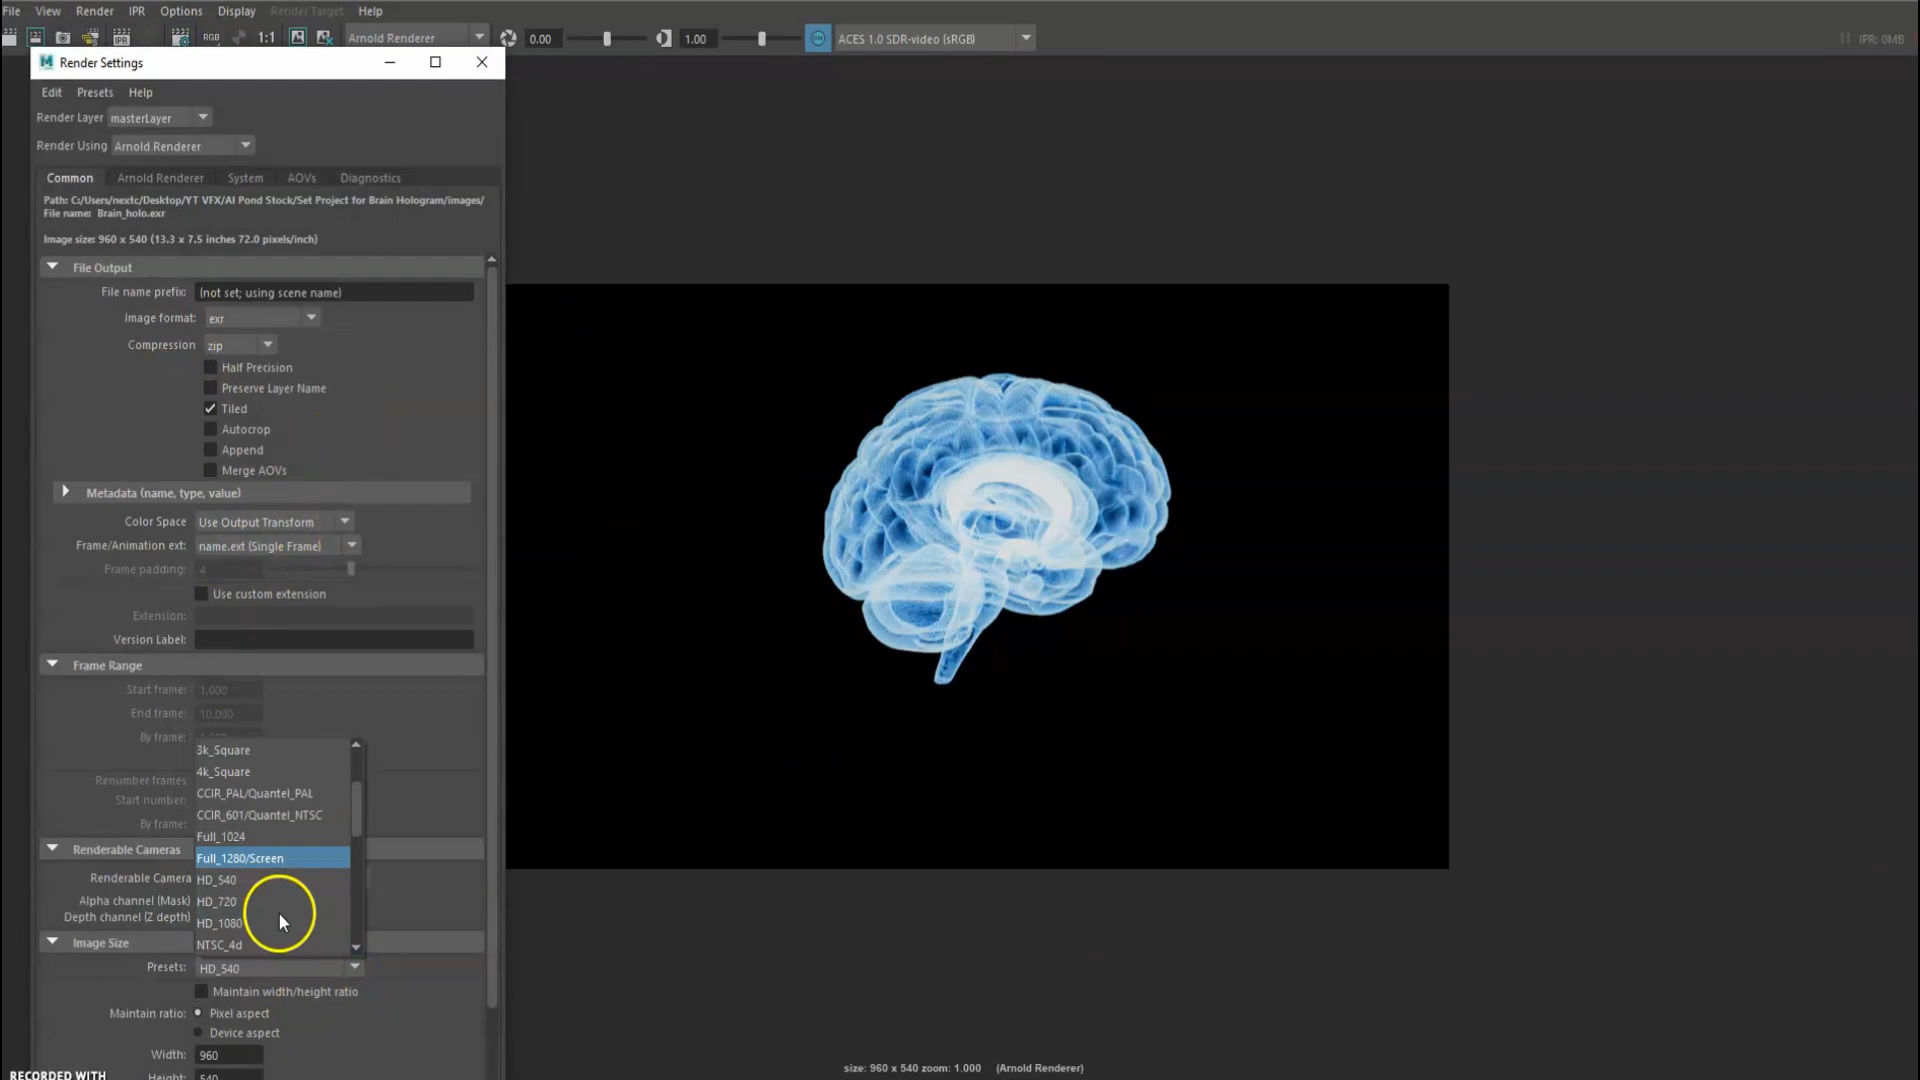 File View Render IPR Options Display Render Target Help
IPR RGB 1:1 Arnold Renderer 0.00 1.00 ON ACES 1.0 SDR-video (sRGB) IPR: 0MB
Render Settings
Edit Presets Help
Render Layer masterLayer
Render Using Arnold Renderer
Common Arnold Renderer System AOVs Diagnostics
Path: C:/Users/nextc/Desktop/YT VFX/AI Pond Stock/Set Project for Brain Hologram/images/
File name: Brain_holo.exr
Image size: 960 x 540 (13.3 x 7.5 inches 72.0 pixels/inch)
File Output
File name prefix: (not set; using scene name)
Image format: exr
Compression zip
Half Precision
Preserve Layer Name
Tiled
Autocrop
Append
Merge AOVs
Metadata (name, type, value)
Color Space Use Output Transform
Frame/Animation ext: name.ext (Single Frame)
Frame padding: 4
Use custom extension
Extension:
Version Label:
Frame Range
Start frame: 1.000
End frame: 10.000
By frame:
3k_Square
4k_Square
Renumber frames
CCIR_PAL/Quantel_PAL
Start number:
CCIR_601/Quantel_NTSC
By frame:
Full_1024
Renderable Cameras
Full_1280/Screen
Renderable Camera HD_540
Alpha channel (Mask) HD_720
Depth channel (Z depth) HD_1080
Image Size NTSC_4d
Presets: HD_540
Maintain width/height ratio
Maintain ratio: Pixel aspect
Device aspect
Width: 960
Height: 540
RECORDED WITH
size: 960 x 540 zoom: 1.000 (Arnold Renderer)